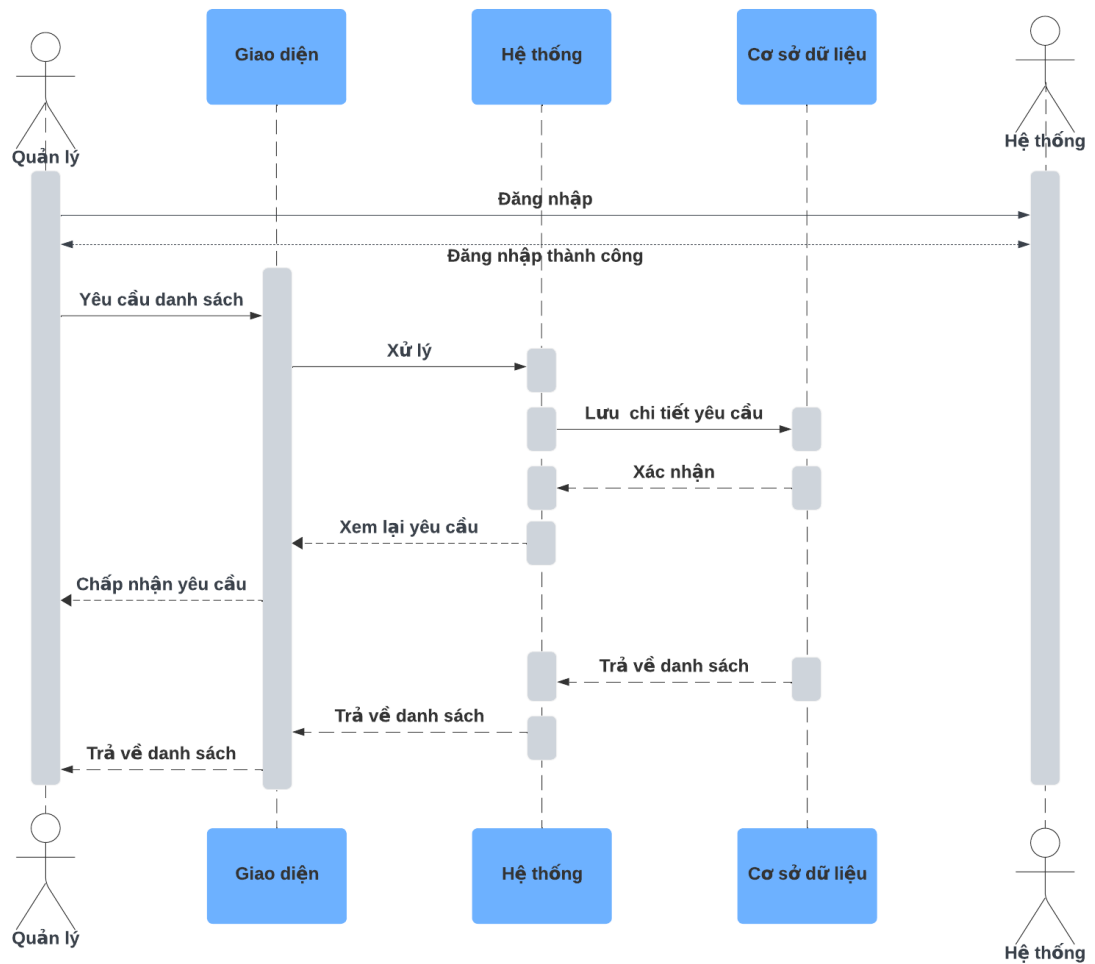 Giao diện
Hệ thống
Cơ sở dữ liệu
Quản lý
Hệ thống
Đăng nhập
Đăng nhập thành công
Yêu cầu danh sách
Xử lý
Lưu chi tiết yêu cầu
Xác nhận
Xem lại yêu cầu
Chấp nhận yêu cầu
Trả về danh sách
Trả về danh sách
Trả về danh sách
Giao diện
Hệ thống
Cơ sở dữ liệu
Quản lý
Hệ thống